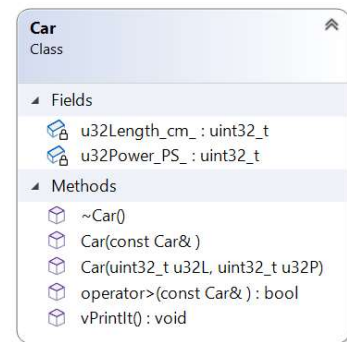 Car
Class
Fields
u32Length_cm_ : uint32_t
u32Power_PS_ : uint32_t
Methods
~Car()
Car(const Car& )
Car(uint32_t u32L, uint32_t u32P)
operator>(const Car& ) : bool
vPrintIt() : void